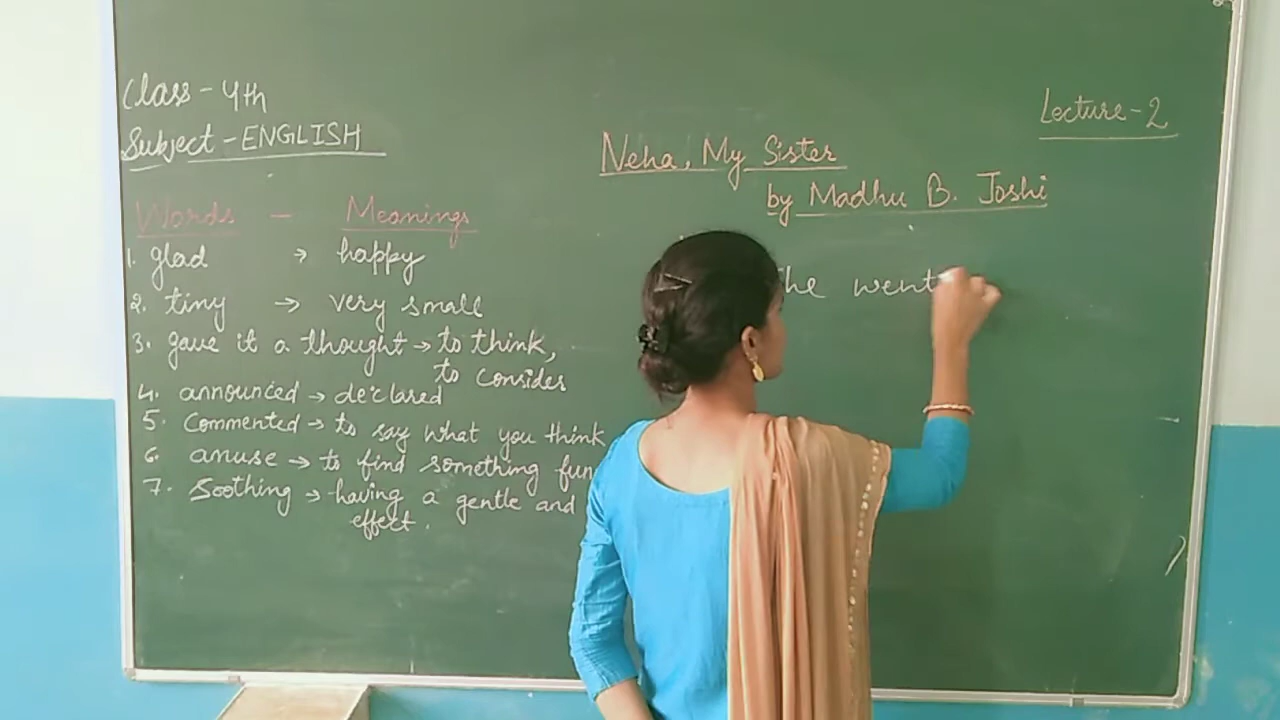 Class - 4th
Subject - ENGLISH
Lecture - 2
Neha, My Sister
by Madhu B. Joshi
Words - Meanings
1. glad → happy
2. tiny → very small
3. gave it a thought → to think,
to consider
4. announced → declared
5. Commented → to say what you think
6. amuse → to find something
7. Soothing → having a gentle and
effect.
went